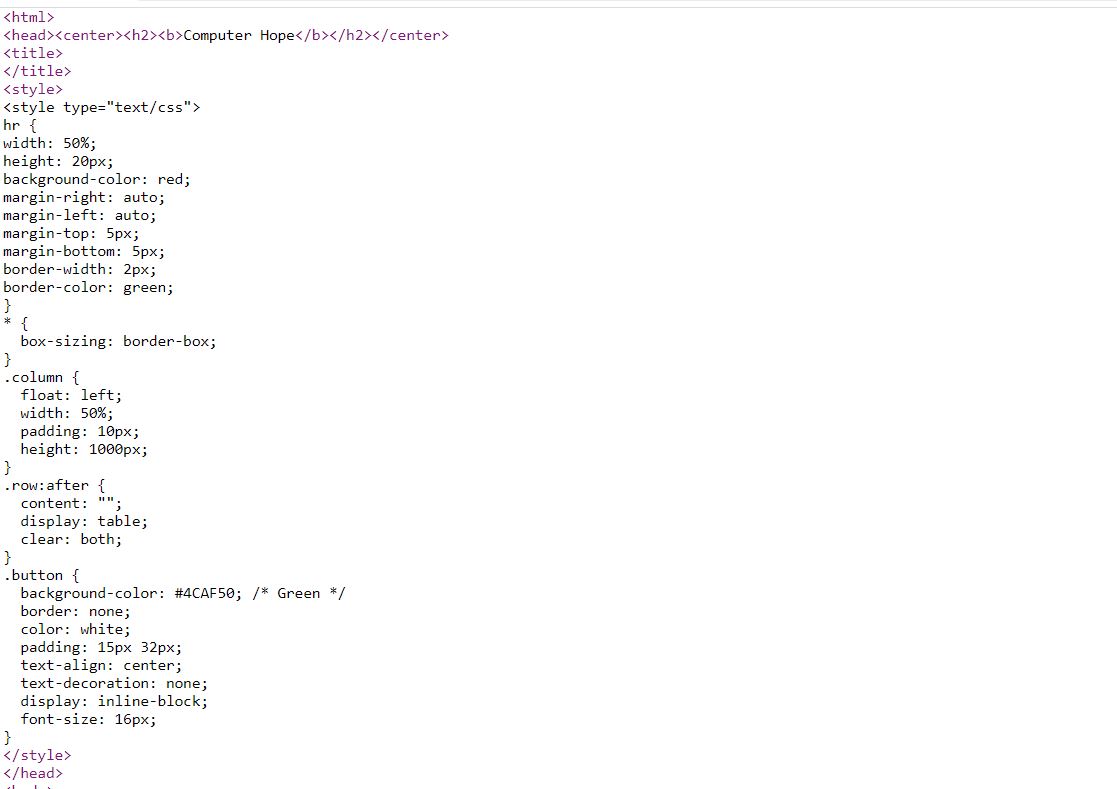 <html>
<head><center><h2><b>Computer Hope</b></h2></center>
<title>
</title>
<style>
<style type="text/css">
hr {
width: 50%;
height: 20px;
background-color: red;
margin-right: auto;
margin-left: auto;
margin-top: 5px;
margin-bottom: 5px;
border-width: 2px;
border-color: green;
}
* {
  box-sizing: border-box;
}
.column {
  float: left;
  width: 50%;
  padding: 10px;
  height: 1000px;
}
.row:after {
  content: "";
  display: table;
  clear: both;
}
.button {
  background-color: #4CAF50; /* Green */
  border: none;
  color: white;
  padding: 15px 32px;
  text-align: center;
  text-decoration: none;
  display: inline-block;
  font-size: 16px;
}
</style>
</head>